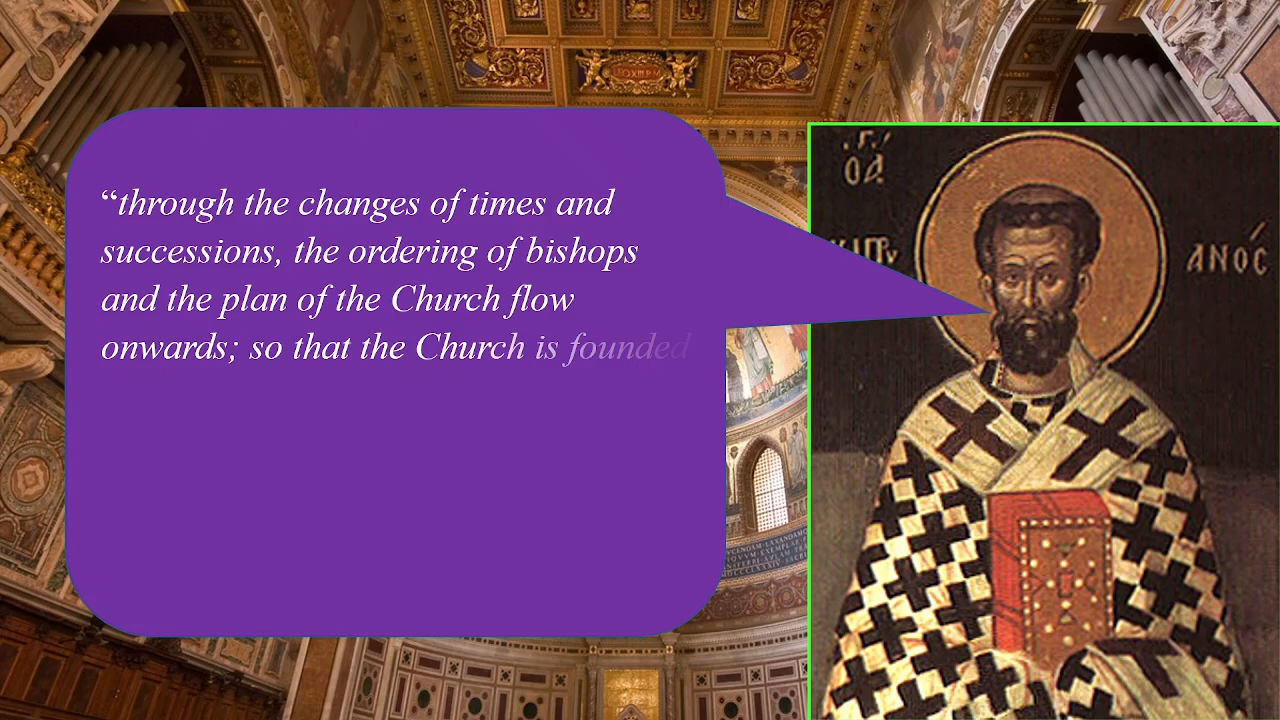 “through the changes of times and
successions, the ordering of bishops
and the plan of the Church flow
onwards; so that the Church is founded
ΑΝΟC